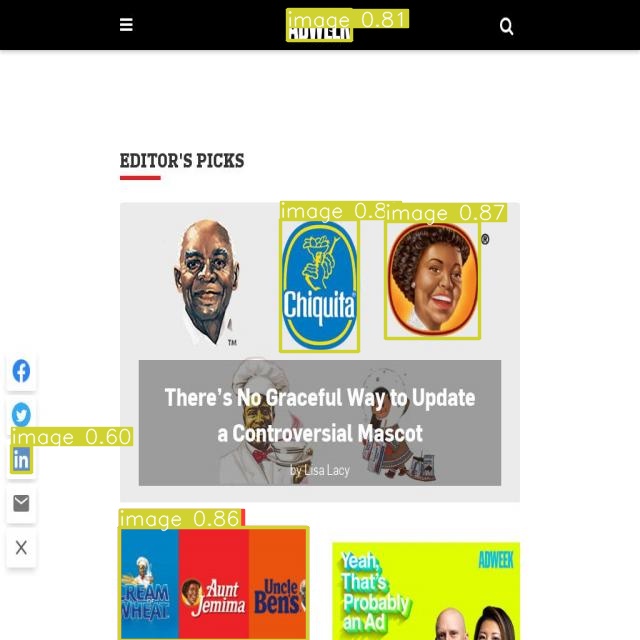 image 0.81
ADWEEK
EDITOR'S PICKS
image 0.8
image 0.87
Chiquita
®
TM
There's No Graceful Way to Update
a Controversial Mascot
by Lisa Lacy
image 0.60
in
image 0.86
CREAM
WHEAT
Aunt
Jemima
Uncle
Ben's
Yeah,
That's
Probably
an Ad
ADWEEK